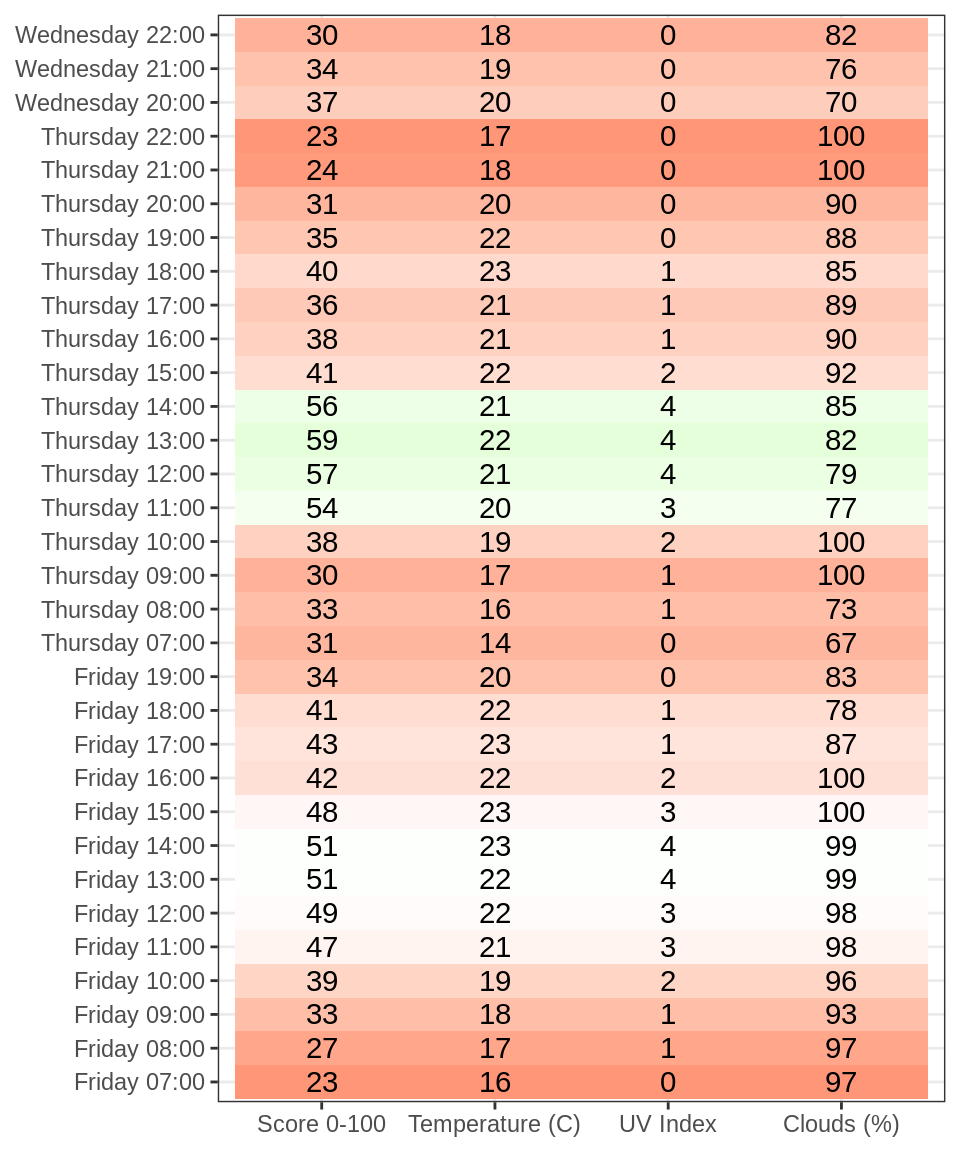 Wednesday 22:00 30 18 0 82
Wednesday 21:00 34 19 0 76
Wednesday 20:00 37 20 0 70
Thursday 22:00 23 17 0 100
Thursday 21:00 24 18 0 100
Thursday 20:00 31 20 0 90
Thursday 19:00 35 22 0 88
Thursday 18:00 40 23 1 85
Thursday 17:00 36 21 1 89
Thursday 16:00 38 21 1 90
Thursday 15:00 41 22 2 92
Thursday 14:00 56 21 4 85
Thursday 13:00 59 22 4 82
Thursday 12:00 57 21 4 79
Thursday 11:00 54 20 3 77
Thursday 10:00 38 19 2 100
Thursday 09:00 30 17 1 100
Thursday 08:00 33 16 1 73
Thursday 07:00 31 14 0 67
Friday 19:00 34 20 0 83
Friday 18:00 41 22 1 78
Friday 17:00 43 23 1 87
Friday 16:00 42 22 2 100
Friday 15:00 48 23 3 100
Friday 14:00 51 23 4 99
Friday 13:00 51 22 4 99
Friday 12:00 49 22 3 98
Friday 11:00 47 21 3 98
Friday 10:00 39 19 2 96
Friday 09:00 33 18 1 93
Friday 08:00 27 17 1 97
Friday 07:00 23 16 0 97
Score 0-100 Temperature (C) UV Index Clouds (%)